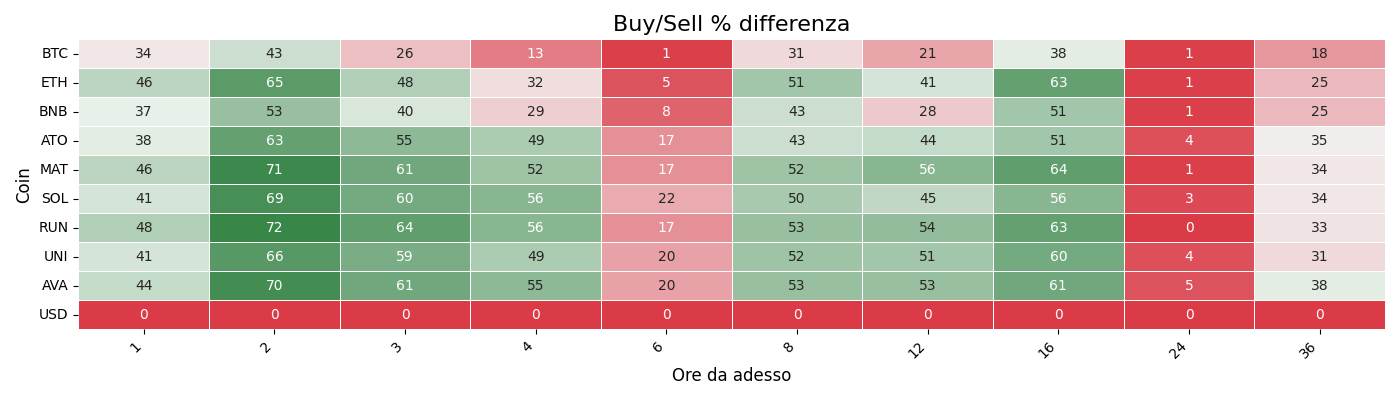 Buy/Sell % differenza
Coin
BTC 34 43 26 13 1 31 21 38 1 18
ETH 46 65 48 32 5 51 41 63 1 25
BNB 37 53 40 29 8 43 28 51 1 25
ATO 38 63 55 49 17 43 44 51 4 35
MAT 46 71 61 52 17 52 56 64 1 34
SOL 41 69 60 56 22 50 45 56 3 34
RUN 48 72 64 56 17 53 54 63 0 33
UNI 41 66 59 49 20 52 51 60 4 31
AVA 44 70 61 55 20 53 53 61 5 38
USD 0 0 0 0 0 0 0 0 0 0
1 2 3 4 6 8 12 16 24 36
Ore da adesso